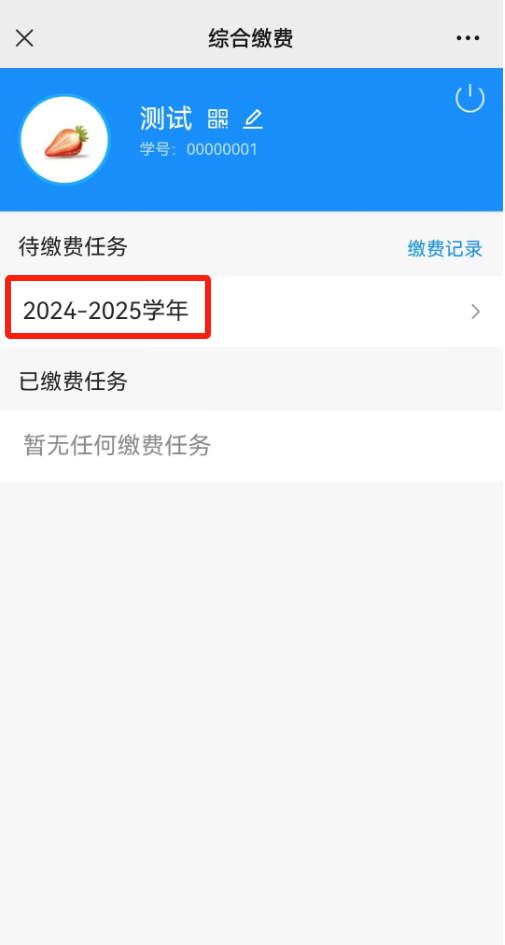 综合缴费
测试
学号：00000001
待缴费任务
缴费记录
2024-2025学年
已缴费任务
暂无任何缴费任务